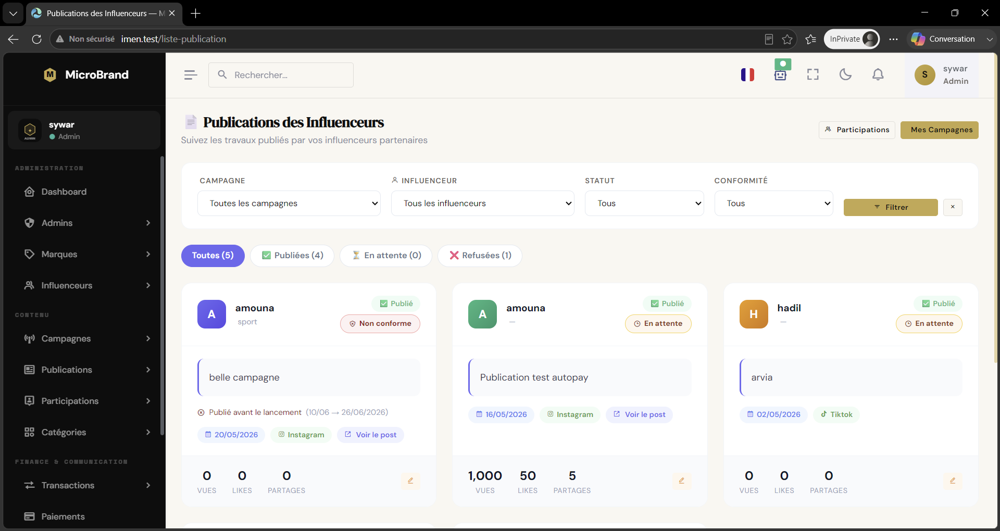 Publications des Influenceurs — M
Non sécurisé imen.test/liste-publication
InPrivate
Conversation
M MicroBrand
Rechercher...
S
sywar
Admin
ADMIN
sywar
Admin
ADMINISTRATION
Dashboard
Admins
Marques
Influenceurs
CONTENU
Campagnes
Publications
Participations
Catégories
FINANCE & COMMUNICATION
Transactions
Paiements
Publications des Influenceurs
Suivez les travaux publiés par vos influenceurs partenaires
Participations
Mes Campagnes
CAMPAGNE
Toutes les campagnes
INFLUENCEUR
Tous les influenceurs
STATUT
Tous
CONFORMITÉ
Tous
Filtrer
×
Toutes (5)
Publiées (4)
En attente (0)
Refusées (1)
A
amouna
sport
Publié
Non conforme
belle campagne
Publié avant le lancement (10/06 → 26/06/2026)
20/05/2026
Instagram
Voir le post
0 0 0
VUES LIKES PARTAGES
A
amouna
—
Publié
En attente
Publication test autopay
16/05/2026
Instagram
Voir le post
1,000 50 5
VUES LIKES PARTAGES
H
hadil
—
Publié
En attente
arvia
02/05/2026
Tiktok
0 0 0
VUES LIKES PARTAGES